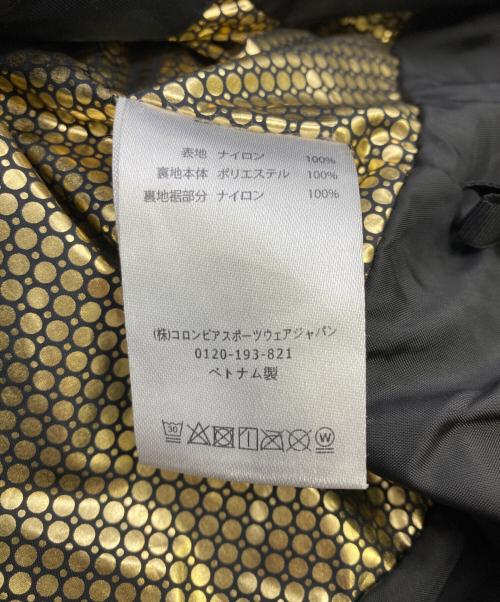 表地 ナイロン 100%
裏地本体 ポリエステル 100%
裏地裾部分 ナイロン 100%
(株)コロンビアスポーツウェアジャパン
0120-193-821
ベトナム製
30 W